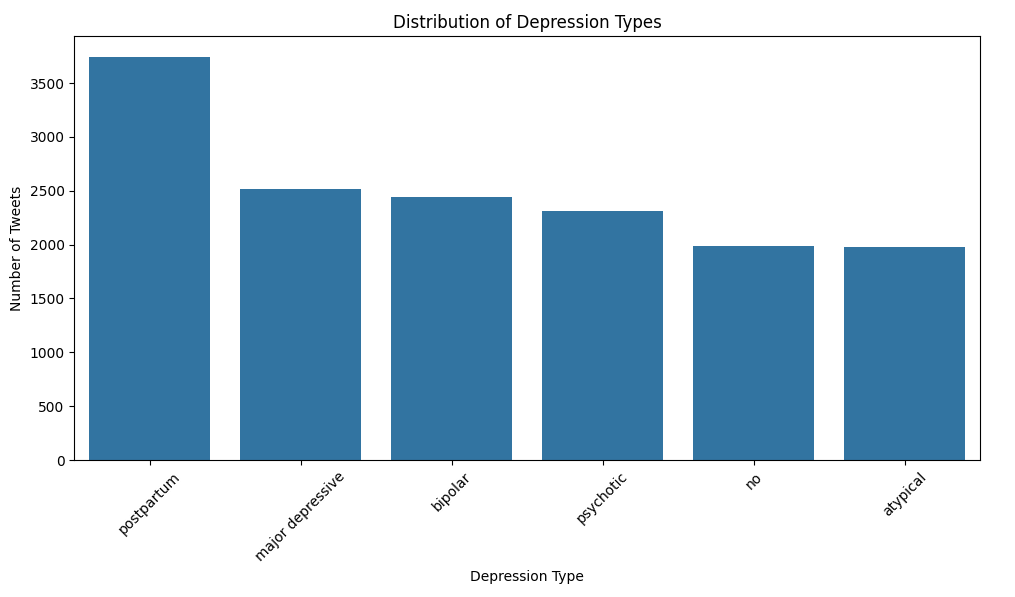 Distribution of Depression Types
Number of Tweets
3500
3000
2500
2000
1500
1000
500
0
postpartum
major depressive
bipolar
psychotic
no
atypical
Depression Type